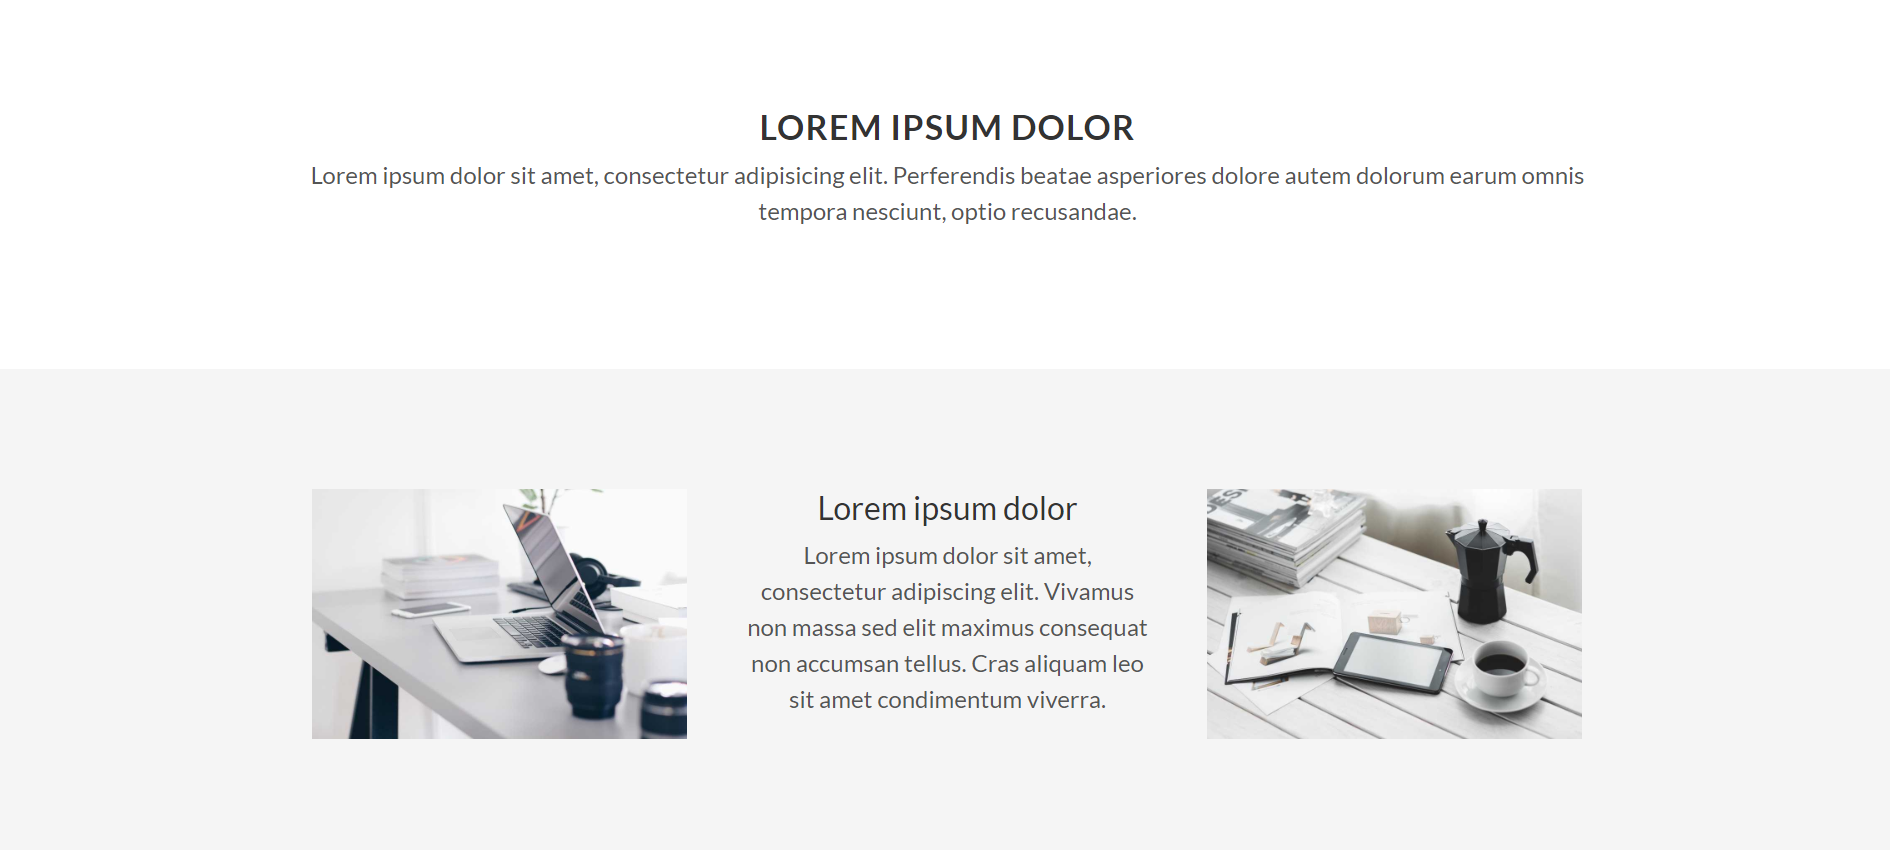 LOREM IPSUM DOLOR
Lorem ipsum dolor sit amet, consectetur adipisicing elit. Perferendis beatae asperiores dolore autem dolorum earum omnis
tempora nesciunt, optio recusandae.
Lorem ipsum dolor
Lorem ipsum dolor sit amet,
consectetur adipiscing elit. Vivamus
non massa sed elit maximus consequat
non accumsan tellus. Cras aliquam leo
sit amet condimentum viverra.